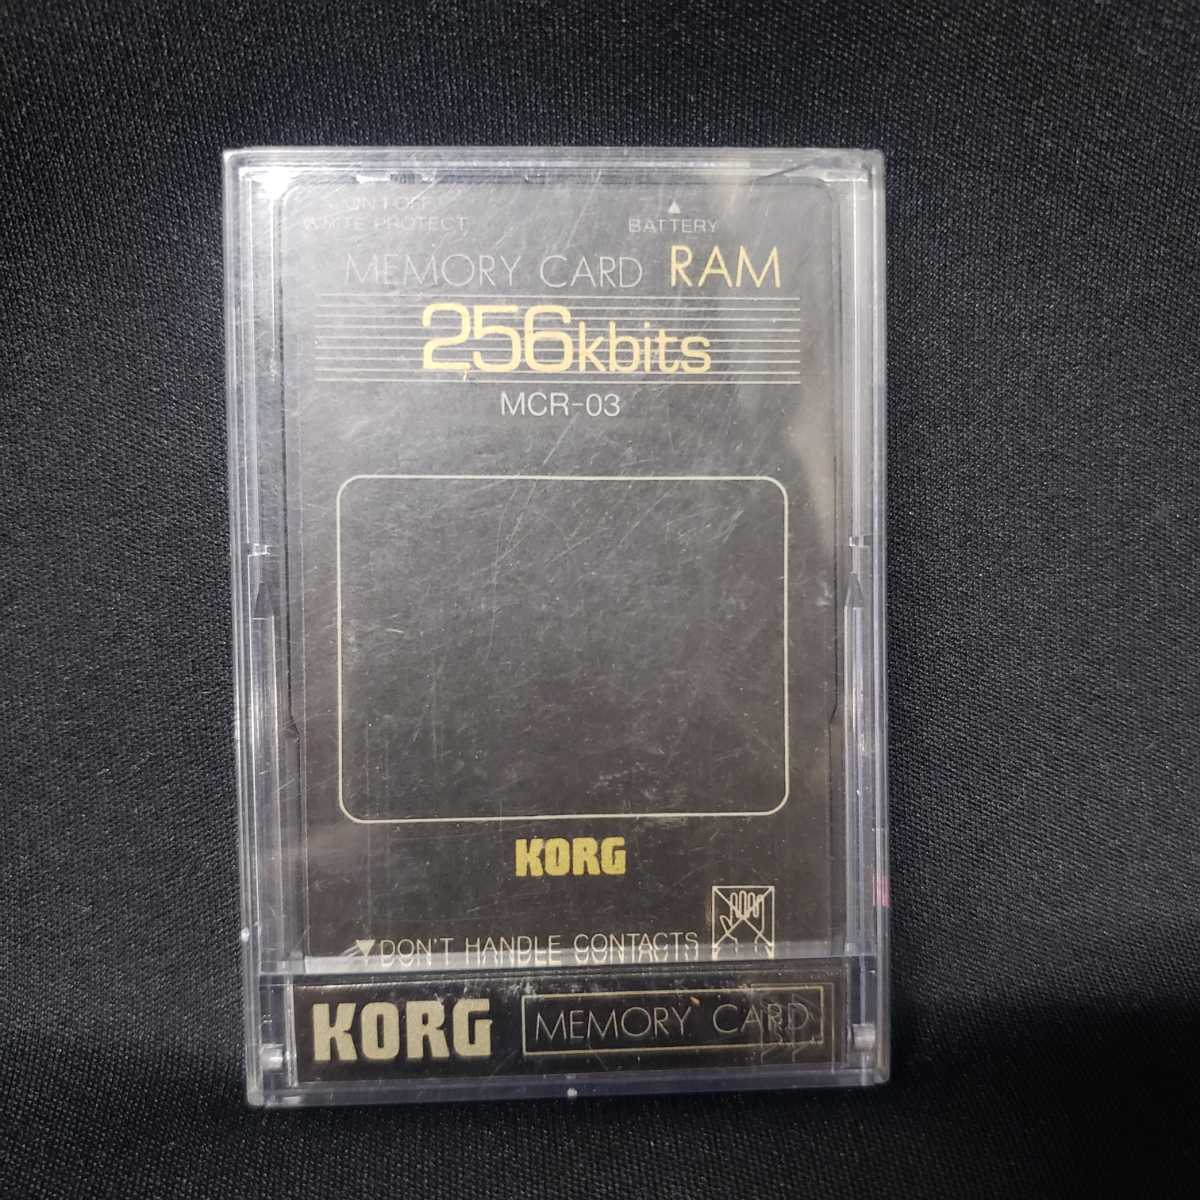 ON OFF
WRITE PROTECT
BATTERY
MEMORY CARD RAM
256kbits
MCR-03
KORG
DON'T HANDLE CONTACTS
KORG MEMORY CARD